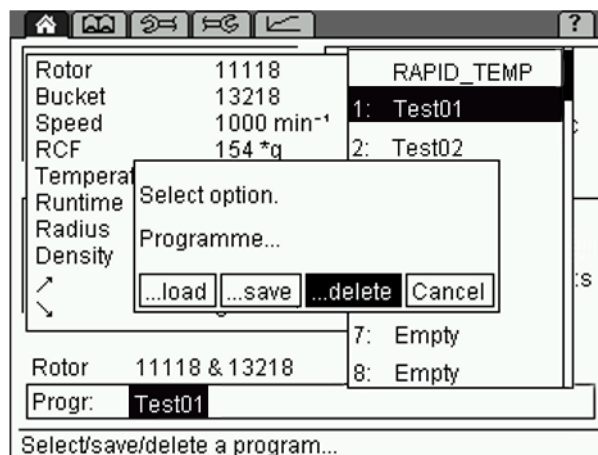 ?
Rotor 11118
Bucket 13218
Speed 1000 min⁻¹
RCF 154 *g
Runtime
Radius
Density
RAPID_TEMP
1: Test01
2: Test02
7: Empty
8: Empty
Select option.
Programme...
...load ...save ...delete Cancel
Rotor 11118 & 13218
Progr: Test01
Select/save/delete a program...